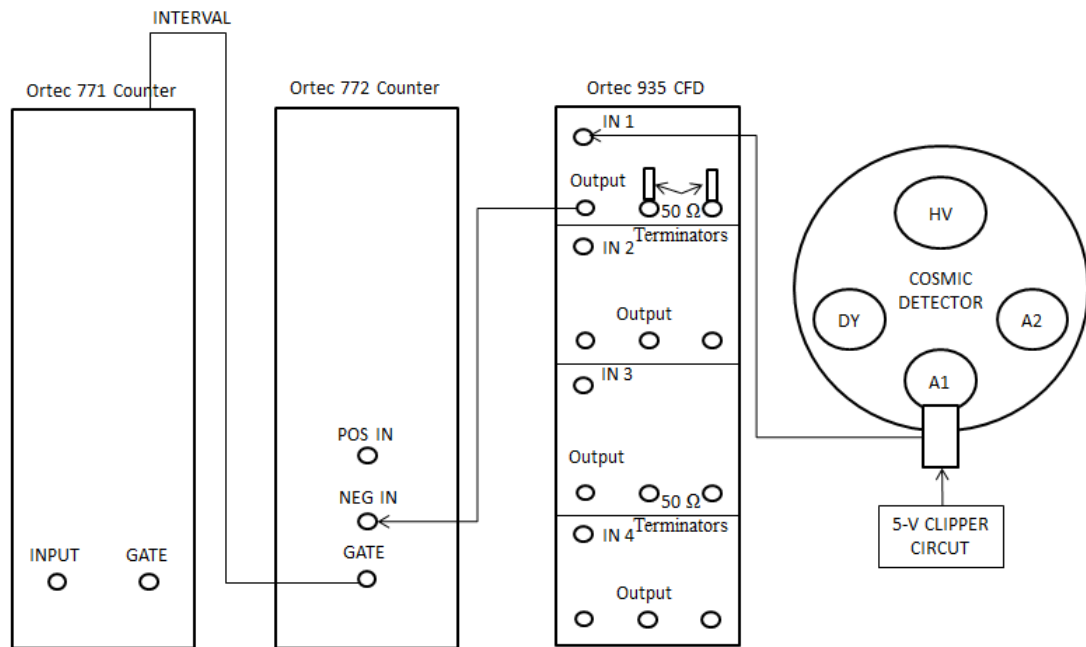 INTERVAL
Ortec 771 Counter
INPUT
GATE
Ortec 772 Counter
POS IN
NEG IN
GATE
Ortec 935 CFD
IN 1
Output
50 Ω
Terminators
IN 2
Output
IN 3
Output
50 Ω
Terminators
IN 4
Output
HV
COSMIC
DETECTOR
DY
A2
A1
5-V CLIPPER
CIRCUT